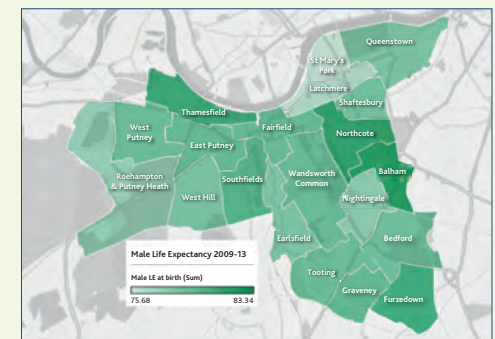 Queenstown
St Mary's
Park
Latchmere
Shaftesbury
Thamesfield
West
Putney
East Putney
Fairfield
Northcote
Roehampton
& Putney Heath
West Hill
Southfields
Wandsworth
Common
Balham
Nightingale
Earlsfield
Bedford
Tooting
Graveney
Furzedown
Male Life Expectancy 2009-13
Male LE at birth (Sum)
75.68 83.34